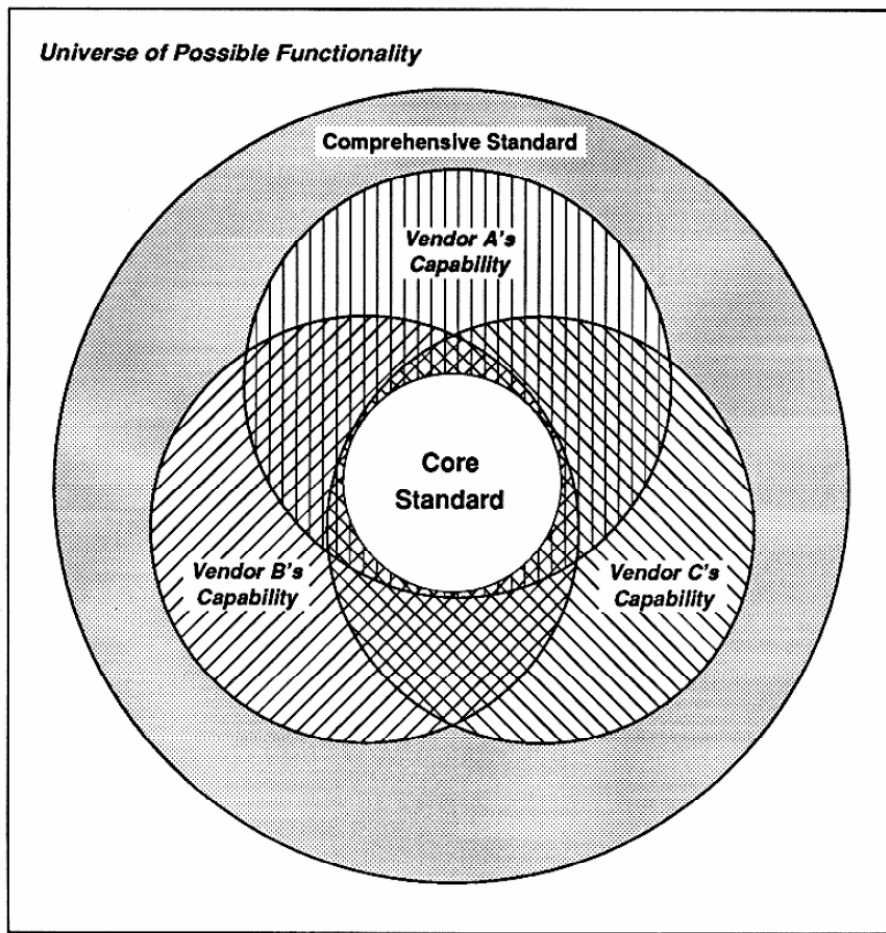 Universe of Possible Functionality
Comprehensive Standard
Vendor A's
Capability
Core
Standard
Vendor B's
Capability
Vendor C's
Capability